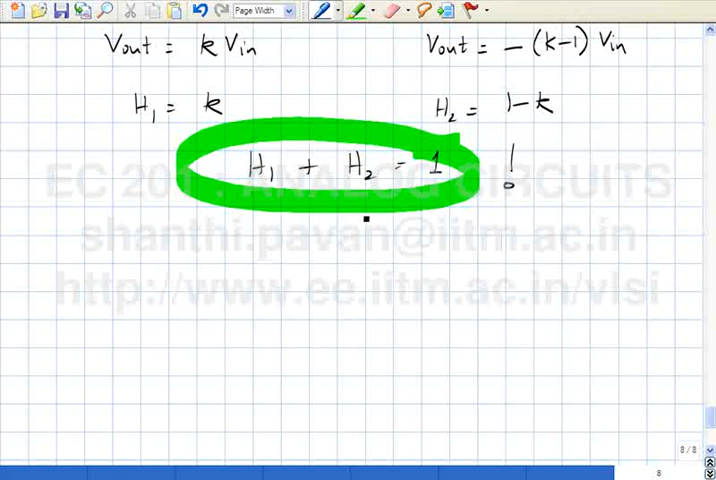 Page Width
Vout = k Vin Vout = - (k-1) Vin
H₁ = k H₂ = 1-k
H₁ + H₂ = 1 !
EC 201 : ANALOG CIRCUITS
shanthi.pavan@iitm.ac.in
http://www.ee.iitm.ac.in/vlsi
8/8
8